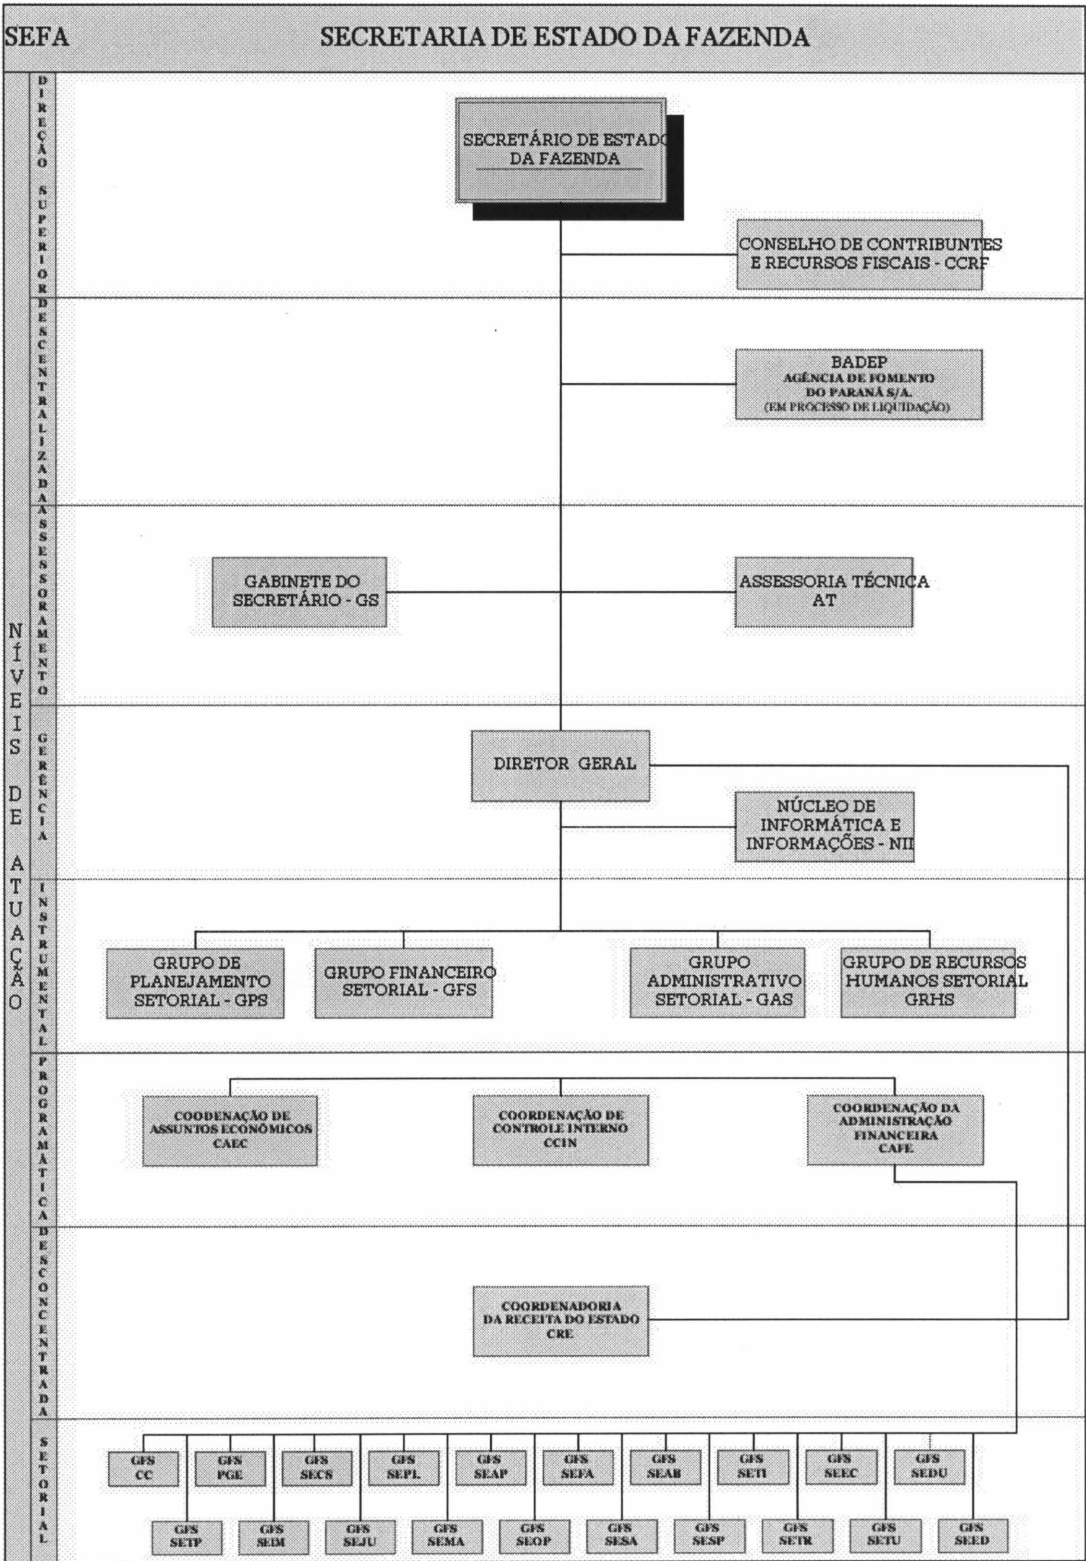 SEFA
SECRETARIA DE ESTADO DA FAZENDA
NÍVEIS DE ATUAÇÃO
DIREÇÃO SUPERIOR
SECRETÁRIO DE ESTADO
DA FAZENDA
CONSELHO DE CONTRIBUNTES
E RECURSOS FISCAIS - CCRF
DESCENTRALIZADA
BADEP
AGÊNCIA DE FOMENTO
DO PARANÁ S/A.
(EM PROCESSO DE LIQUIDAÇÃO)
ASSESSORAMENTO
GABINETE DO
SECRETÁRIO - GS
ASSESSORIA TÉCNICA
AT
GERÊNCIA
DIRETOR GERAL
NÚCLEO DE
INFORMÁTICA E
INFORMAÇÕES - NII
INSTRUMENTAL
GRUPO DE
PLANEJAMENTO
SETORIAL - GPS
GRUPO FINANCEIRO
SETORIAL - GFS
GRUPO
ADMINISTRATIVO
SETORIAL - GAS
GRUPO DE RECURSOS
HUMANOS SETORIAL
GRHS
PROGRAMÁTICA
COODENAÇÃO DE
ASSUNTOS ECONÔMICOS
CAEC
COORDENAÇÃO DE
CONTROLE INTERNO
CCIN
COORDENAÇÃO DA
ADMINISTRAÇÃO
FINANCEIRA
CAFE
DESCONCENTRADA
COORDENADORIA
DA RECEITA DO ESTADO
CRE
SETORIAL
GFS
CC
GFS
PGE
GFS
SECS
GFS
SEPL
GFS
SEAP
GFS
SEFA
GFS
SEAB
GFS
SETI
GFS
SEEC
GFS
SEDU
GFS
SETP
GFS
SEIM
GFS
SEJU
GFS
SEMA
GFS
SEOP
GFS
SESA
GFS
SESP
GFS
SETR
GFS
SETU
GFS
SEED